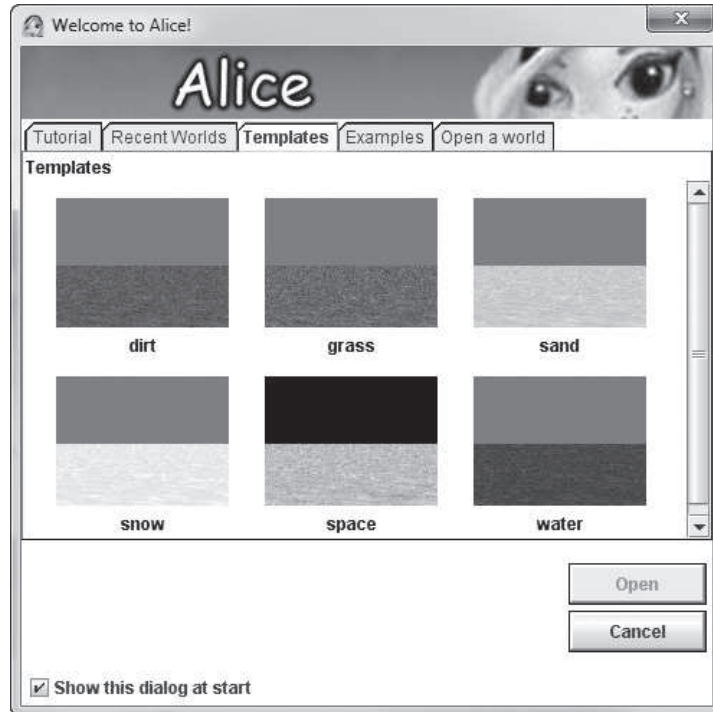 Welcome to Alice!
Alice
Tutorial Recent Worlds Templates Examples Open a world
Templates
dirt grass sand
snow space water
Open
Cancel
Show this dialog at start